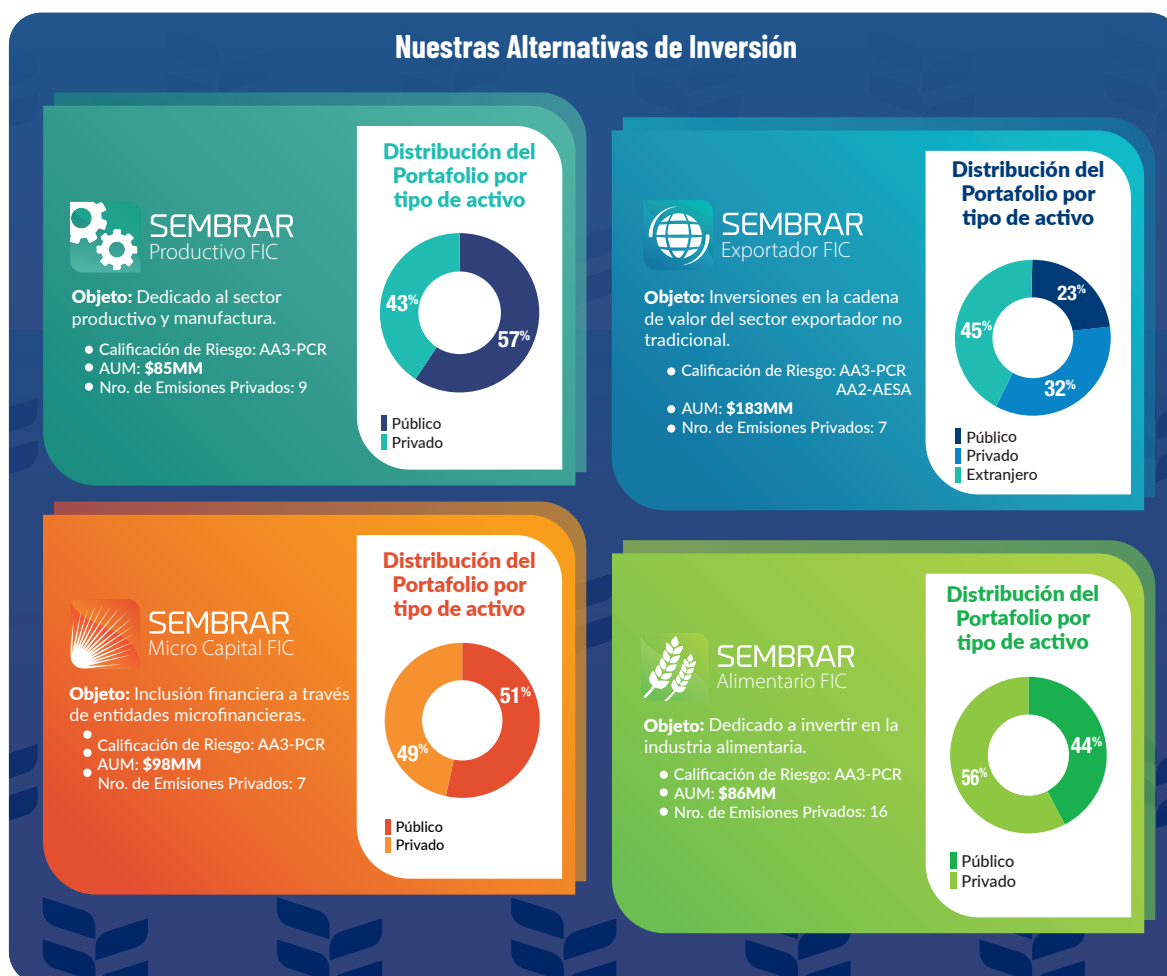 Nuestras Alternativas de Inversión
SEMBRAR
Productivo FIC
Objeto: Dedicado al sector
productivo y manufactura.
• Calificación de Riesgo: AA3-PCR
• AUM: $85MM
• Nro. de Emisiones Privados: 9
Distribución del
Portafolio por
tipo de activo
43%
57%
Público
Privado
SEMBRAR
Exportador FIC
Objeto: Inversiones en la cadena
de valor del sector exportador no
tradicional.
• Calificación de Riesgo: AA3-PCR
AA2-AESA
• AUM: $183MM
• Nro. de Emisiones Privados: 7
Distribución del
Portafolio por
tipo de activo
23%
45%
32%
Público
Privado
Extranjero
SEMBRAR
Micro Capital FIC
Objeto: Inclusión financiera a través
de entidades microfinancieras.
• Calificación de Riesgo: AA3-PCR
• AUM: $98MM
• Nro. de Emisiones Privados: 7
Distribución del
Portafolio por
tipo de activo
51%
49%
Público
Privado
SEMBRAR
Alimentario FIC
Objeto: Dedicado a invertir en la
industria alimentaria.
• Calificación de Riesgo: AA3-PCR
• AUM: $86MM
• Nro. de Emisiones Privados: 16
Distribución del
Portafolio por
tipo de activo
44%
56%
Público
Privado